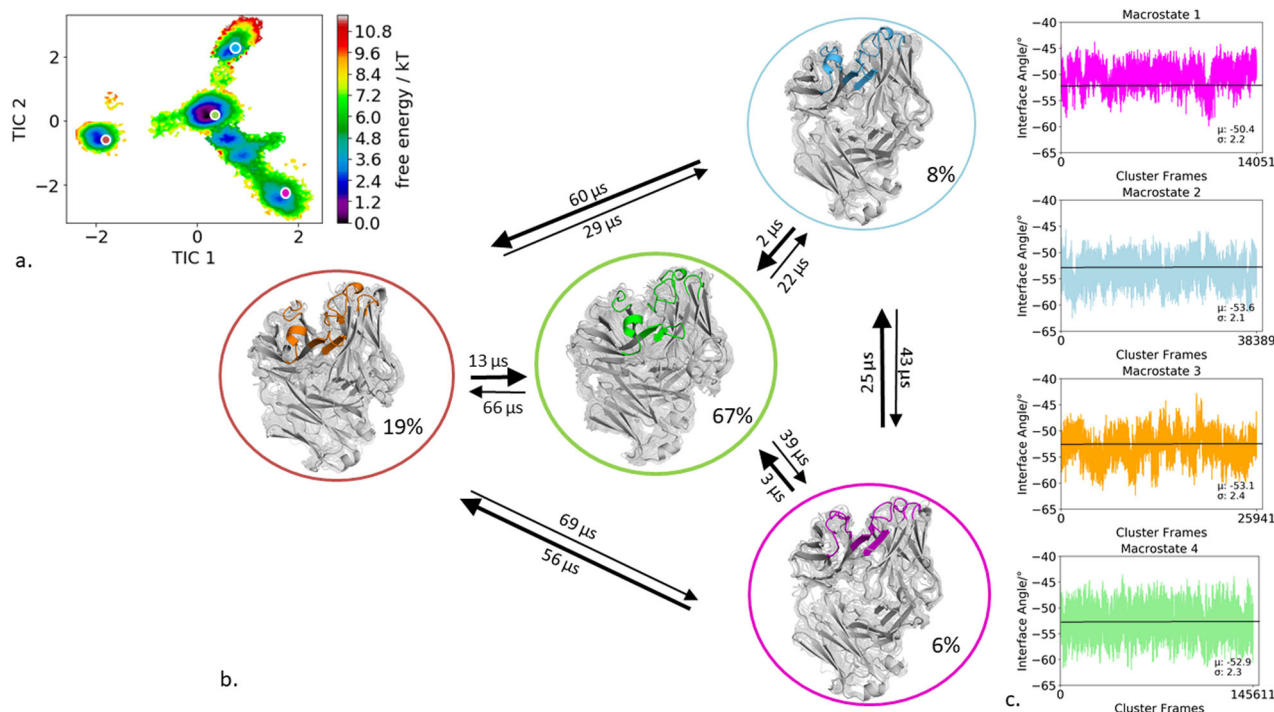 10.8
9.6
8.4
7.2
6.0
4.8
3.6
2.4
1.2
0.0
free energy / kT
2
0
−2
TIC 2
−2
0
2
TIC 1
a.
60 µs
29 µs
8%
2 µs
22 µs
13 µs
66 µs
19%
67%
25 µs
43 µs
39 µs
3 µs
69 µs
56 µs
6%
b.
c.
Macrostate 1
Interface Angle/°
−40
−45
−50
−55
−60
−65
µ: -50.4
σ: 2.2
0
14051
Cluster Frames
Macrostate 2
Interface Angle/°
−40
−45
−50
−55
−60
−65
µ: -53.6
σ: 2.1
0
38389
Cluster Frames
Macrostate 3
Interface Angle/°
−40
−45
−50
−55
−60
−65
µ: -53.1
σ: 2.4
0
25941
Cluster Frames
Macrostate 4
Interface Angle/°
−40
−45
−50
−55
−60
−65
µ: -52.9
σ: 2.3
0
145611
Cluster Frames